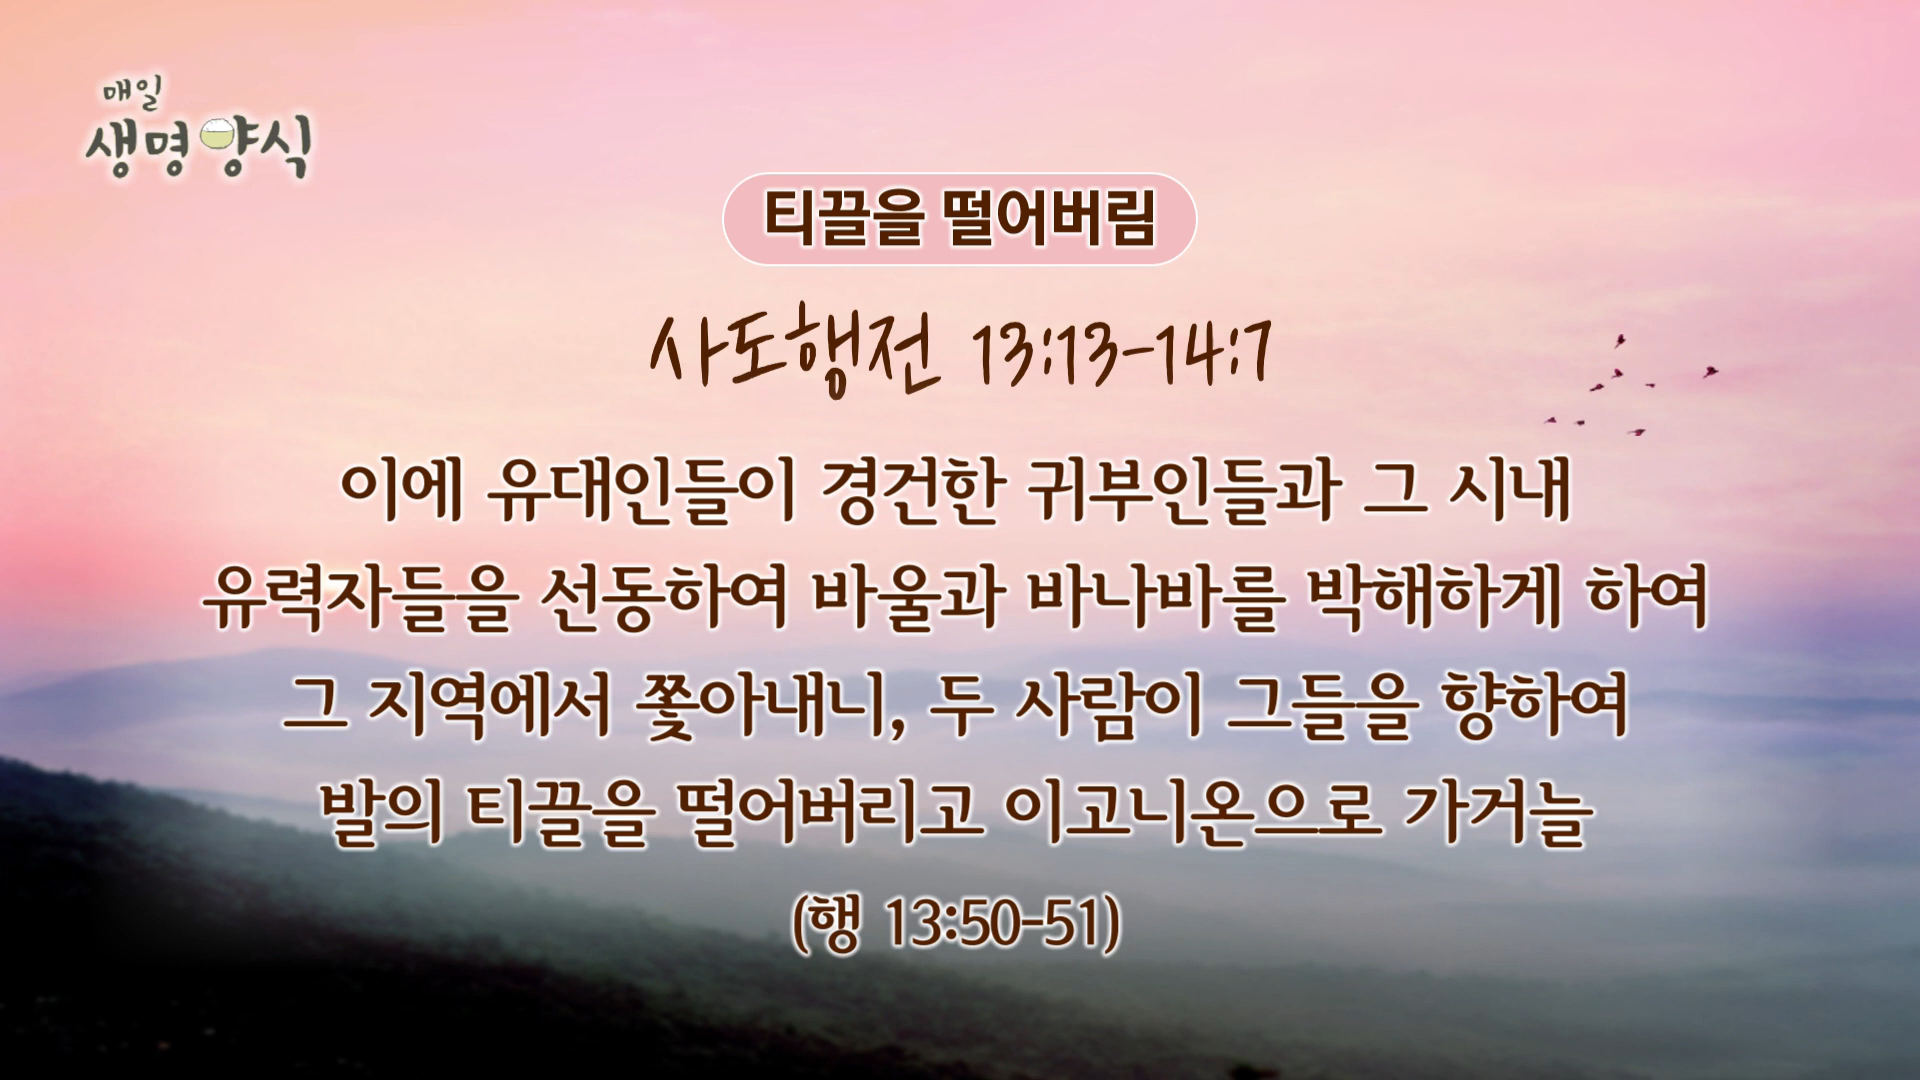 매일
생명양식
티끌을 떨어버림
사도행전 13:13-14:7
이에 유대인들이 경건한 귀부인들과 그 시내
유력자들을 선동하여 바울과 바나바를 박해하게 하여
그 지역에서 쫓아내니, 두 사람이 그들을 향하여
발의 티끌을 떨어버리고 이고니온으로 가거늘
(행 13:50-51)